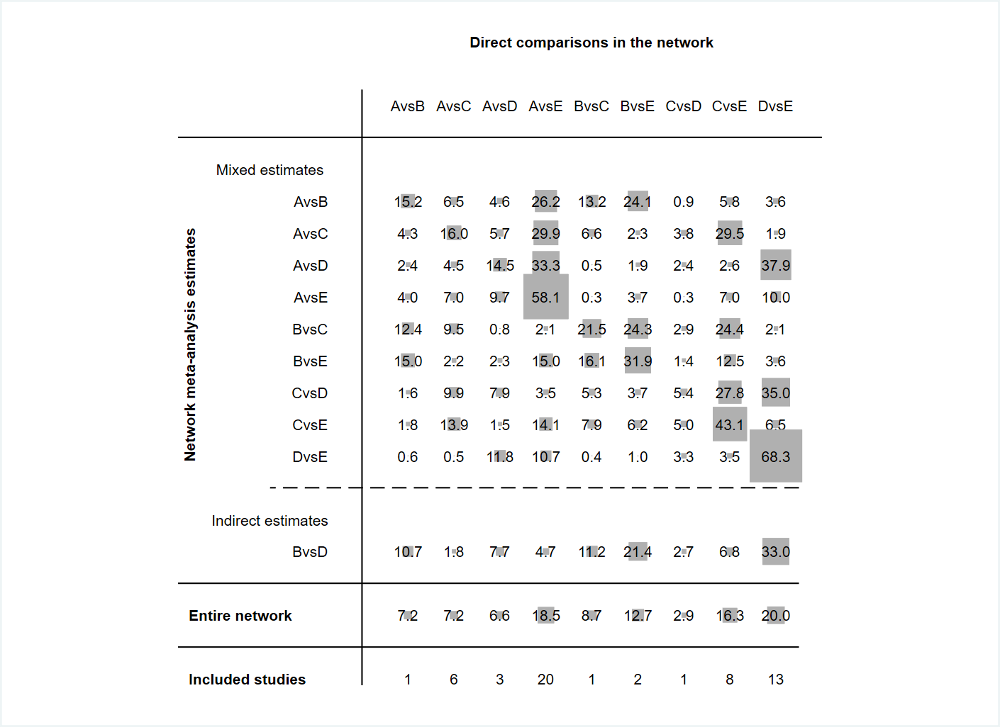 Direct comparisons in the network
AvsB AvsC AvsD AvsE BvsC BvsE CvsD CvsE DvsE
Network meta-analysis estimates
Mixed estimates
AvsB 15.2 6.5 4.6 26.2 13.2 24.1 0.9 5.8 3.6
AvsC 4.3 16.0 5.7 29.9 6.6 2.3 3.8 29.5 1.9
AvsD 2.4 4.5 14.5 33.3 0.5 1.9 2.4 2.6 37.9
AvsE 4.0 7.0 9.7 58.1 0.3 3.7 0.3 7.0 10.0
BvsC 12.4 9.5 0.8 2.1 21.5 24.3 2.9 24.4 2.1
BvsE 15.0 2.2 2.3 15.0 16.1 31.9 1.4 12.5 3.6
CvsD 1.6 9.9 7.9 3.5 5.3 3.7 5.4 27.8 35.0
CvsE 1.8 13.9 1.5 14.1 7.9 6.2 5.0 43.1 6.5
DvsE 0.6 0.5 11.8 10.7 0.4 1.0 3.3 3.5 68.3
Indirect estimates
BvsD 10.7 1.8 7.7 4.7 11.2 21.4 2.7 6.8 33.0
Entire network 7.2 7.2 6.6 18.5 8.7 12.7 2.9 16.3 20.0
Included studies 1 6 3 20 1 2 1 8 13